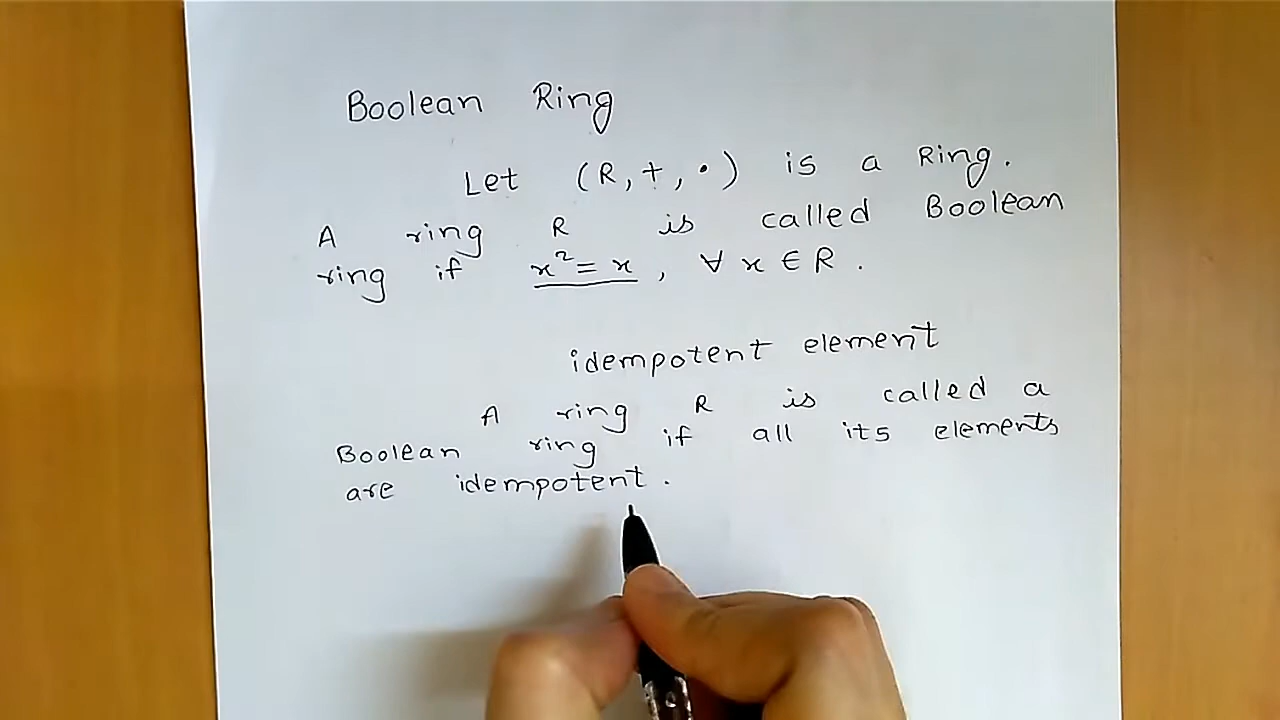 Boolean Ring
Let (R, +, •) is a Ring.
A ring R is called Boolean
ring if x² = x, ∀ x ∈ R.
idempotent element
A ring R is called a
Boolean ring if all its elements
are idempotent.